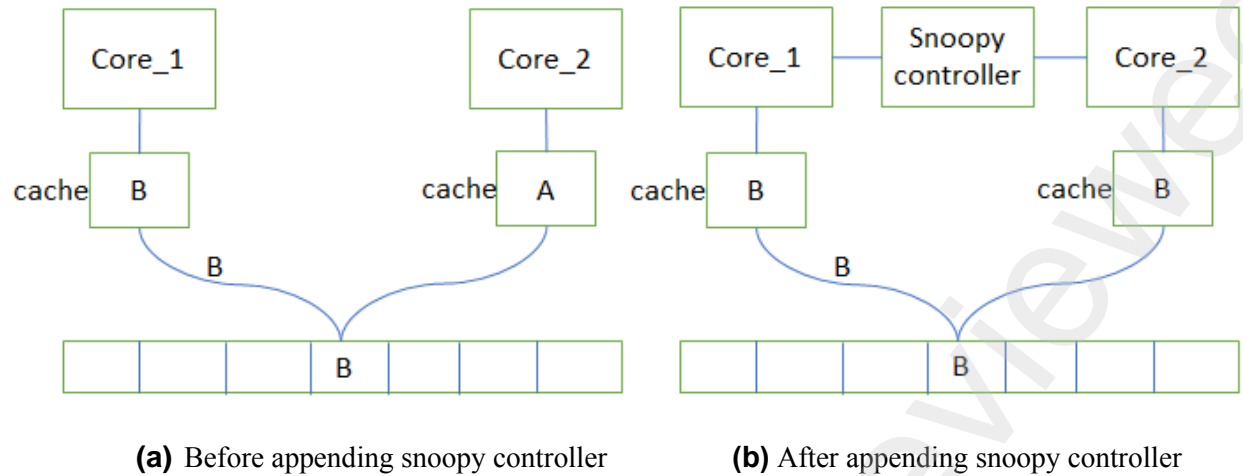 Core_1
Core_2
cache
B
cache
A
B
B
(a) Before appending snoopy controller
Core_1
Snoopy
controller
Core_2
cache
B
cache
B
B
B
(b) After appending snoopy controller